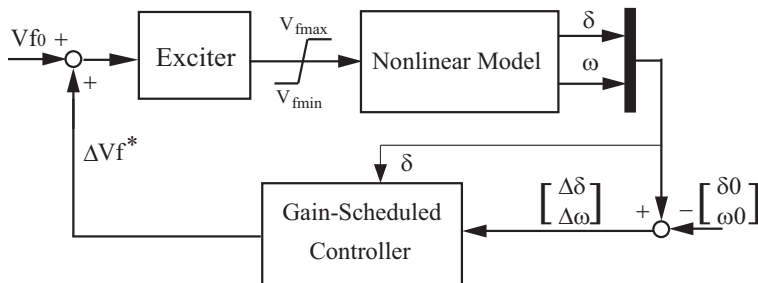 Vf0 +
+
Exciter
Vfmax
Vfmin
Nonlinear Model
δ
ω
ΔVf*
δ
Gain-Scheduled
Controller
[Δδ
Δω]
+
− [δ0
ω0]